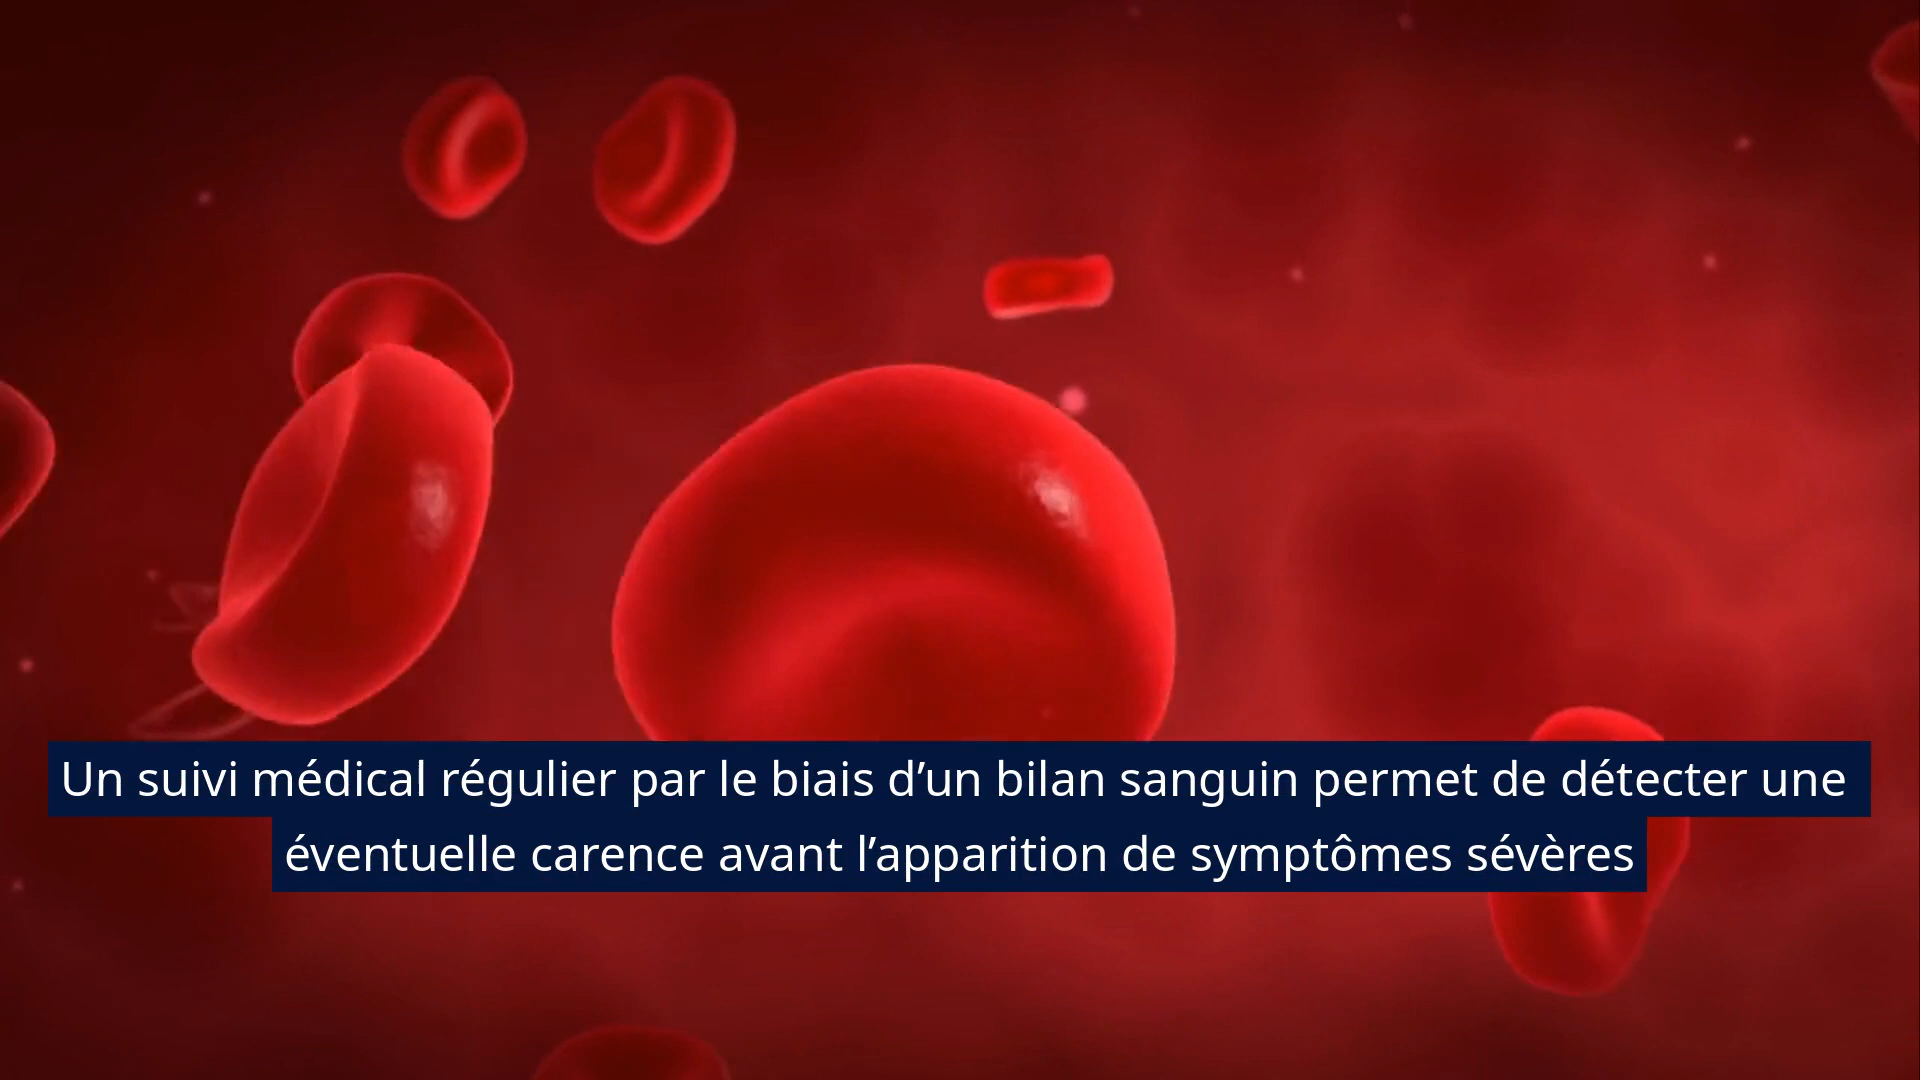 Un suivi médical régulier par le biais d’un bilan sanguin permet de détecter une
éventuelle carence avant l’apparition de symptômes sévères